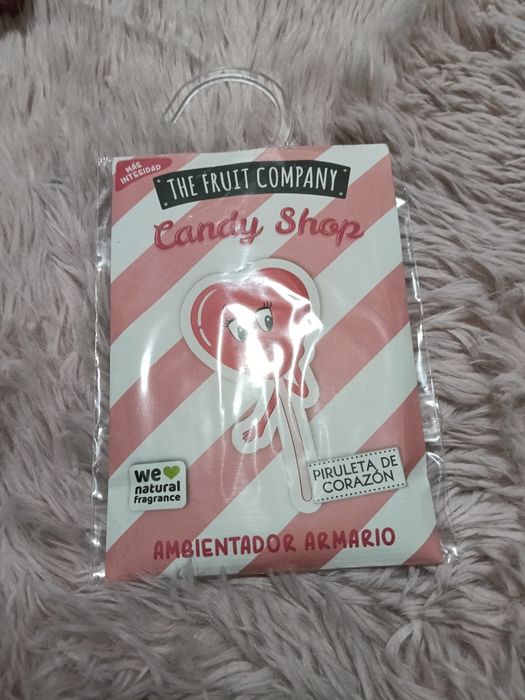 MÁS
INTESIDAD
THE FRUIT COMPANY
Candy Shop
we
natural
fragrance
PIRULETA DE
CORAZÓN
AMBIENTADOR ARMARIO